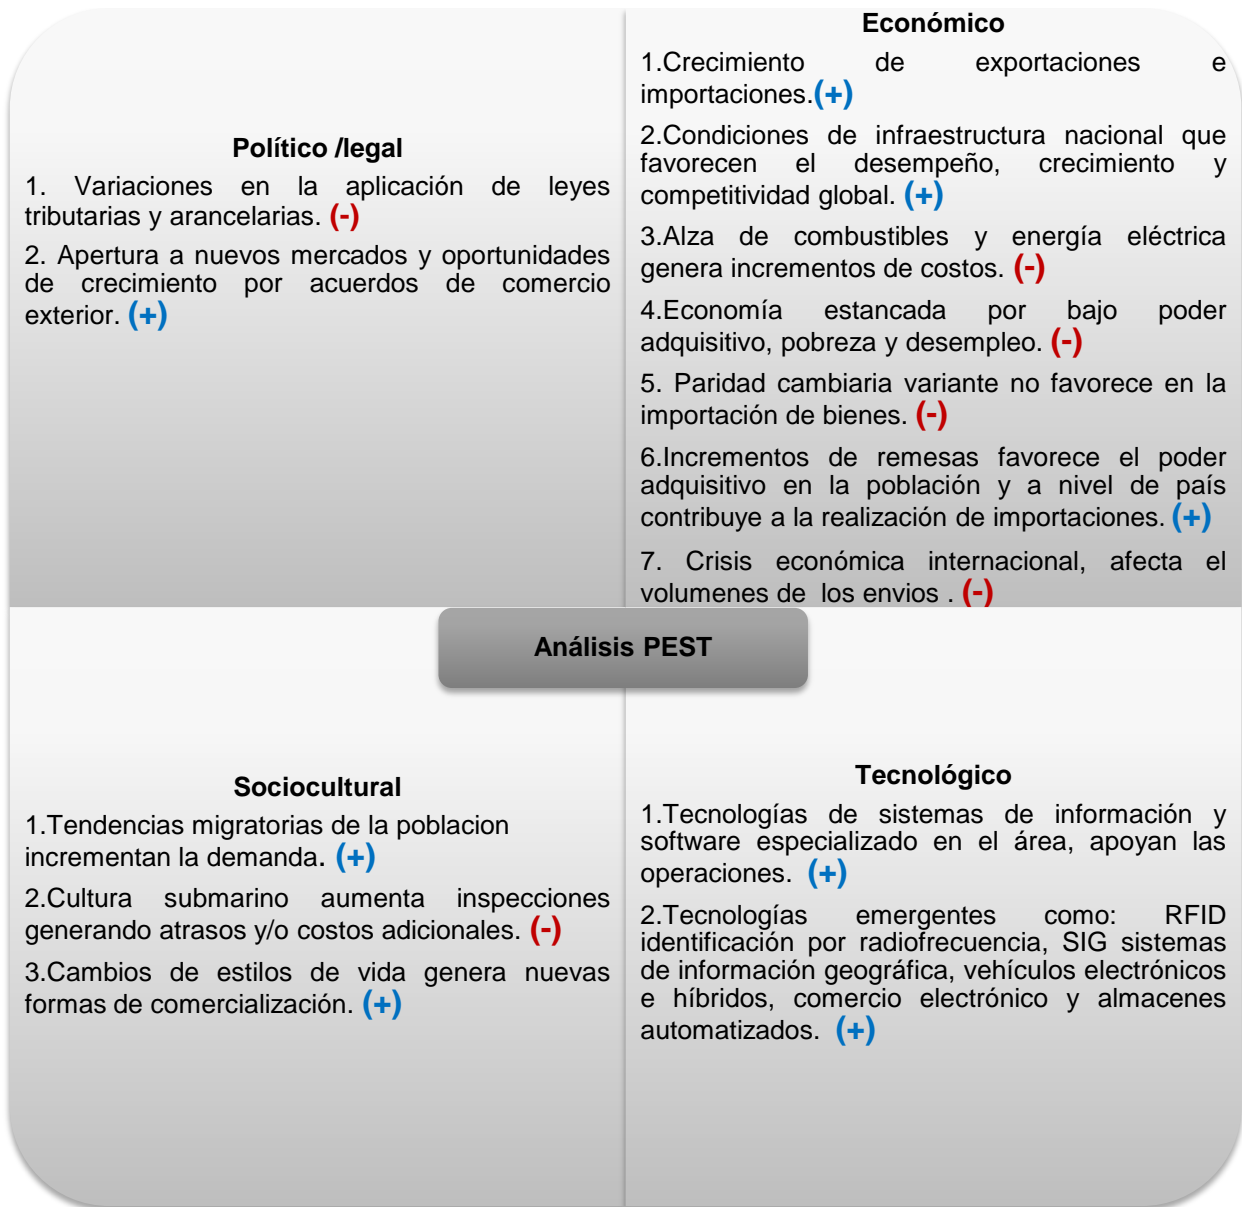 Político /legal
1. Variaciones en la aplicación de leyes
tributarias y arancelarias. (-)
2. Apertura a nuevos mercados y oportunidades
de crecimiento por acuerdos de comercio
exterior. (+)
Económico
1.Crecimiento de exportaciones e
importaciones.(+)
2.Condiciones de infraestructura nacional que
favorecen el desempeño, crecimiento y
competitividad global. (+)
3.Alza de combustibles y energía eléctrica
genera incrementos de costos. (-)
4.Economía estancada por bajo poder
adquisitivo, pobreza y desempleo. (-)
5. Paridad cambiaria variante no favorece en la
importación de bienes. (-)
6.Incrementos de remesas favorece el poder
adquisitivo en la población y a nivel de país
contribuye a la realización de importaciones. (+)
7. Crisis económica internacional, afecta el
volumenes de los envios . (-)
Análisis PEST
Sociocultural
1.Tendencias migratorias de la poblacion
incrementan la demanda. (+)
2.Cultura submarino aumenta inspecciones
generando atrasos y/o costos adicionales. (-)
3.Cambios de estilos de vida genera nuevas
formas de comercialización. (+)
Tecnológico
1.Tecnologías de sistemas de información y
software especializado en el área, apoyan las
operaciones. (+)
2.Tecnologías emergentes como: RFID
identificación por radiofrecuencia, SIG sistemas
de información geográfica, vehículos electrónicos
e híbridos, comercio electrónico y almacenes
automatizados. (+)